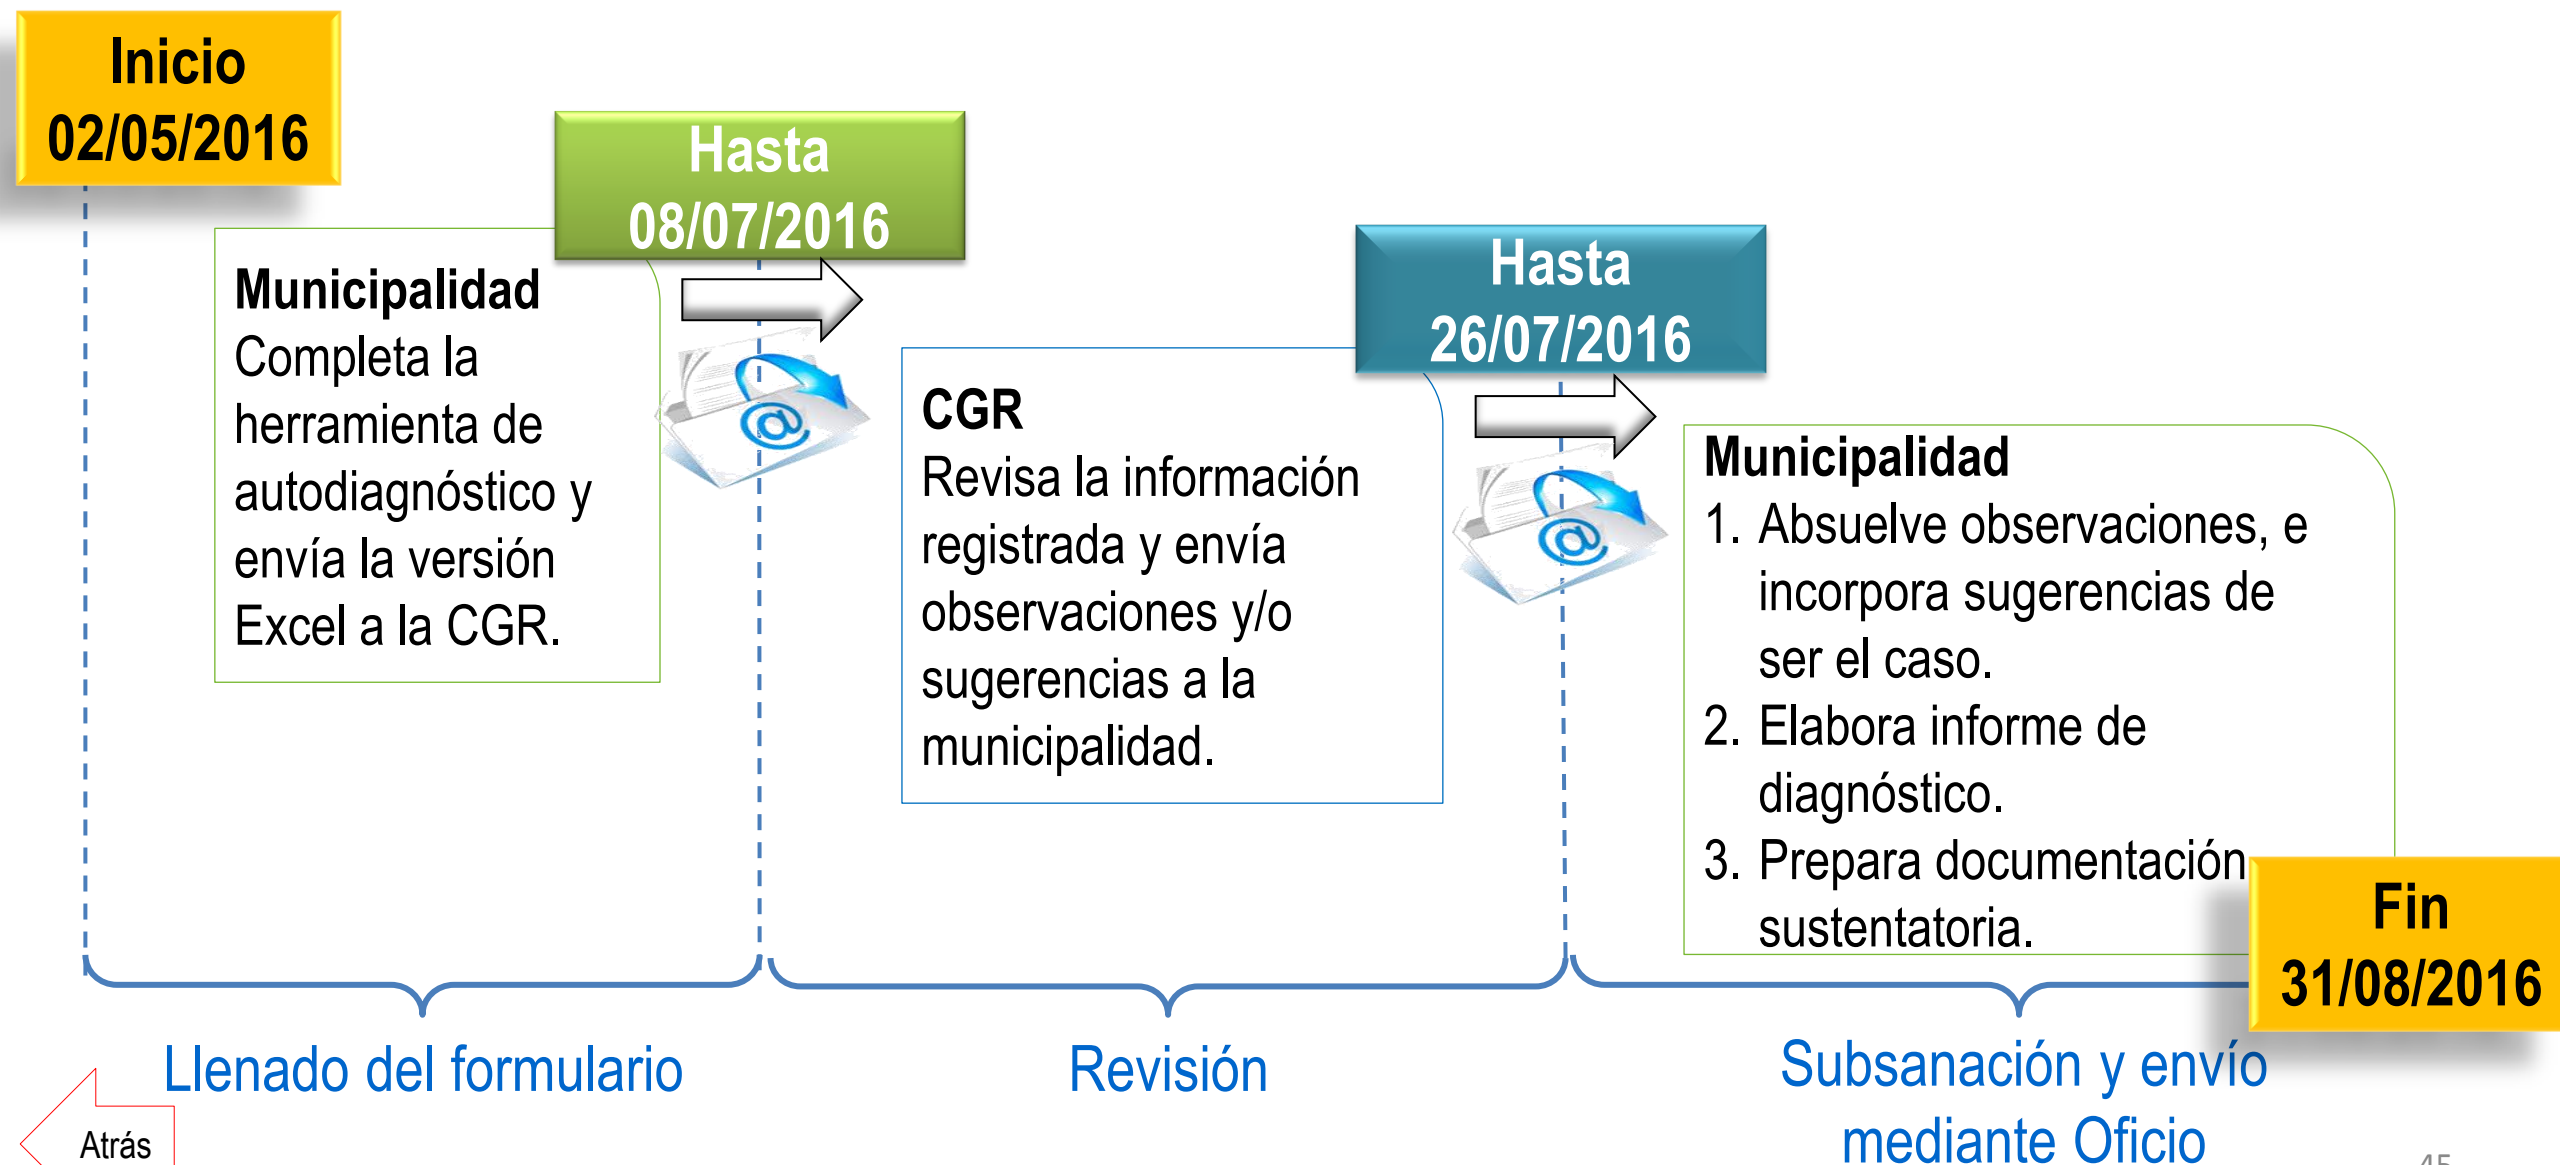 Inicio
02/05/2016
Hasta
08/07/2016
Municipalidad
Completa la
herramienta de
autodiagnóstico y
envía la versión
Excel a la CGR.
Hasta
26/07/2016
CGR
Revisa la información
registrada y envía
observaciones y/o
sugerencias a la
municipalidad.
Municipalidad
1. Absuelve observaciones, e
incorpora sugerencias de
ser el caso.
2. Elabora informe de
diagnóstico.
3. Prepara documentación
sustentatoria.
Fin
31/08/2016
Llenado del formulario
Revisión
Subsanación y envío
mediante Oficio
Atrás
45